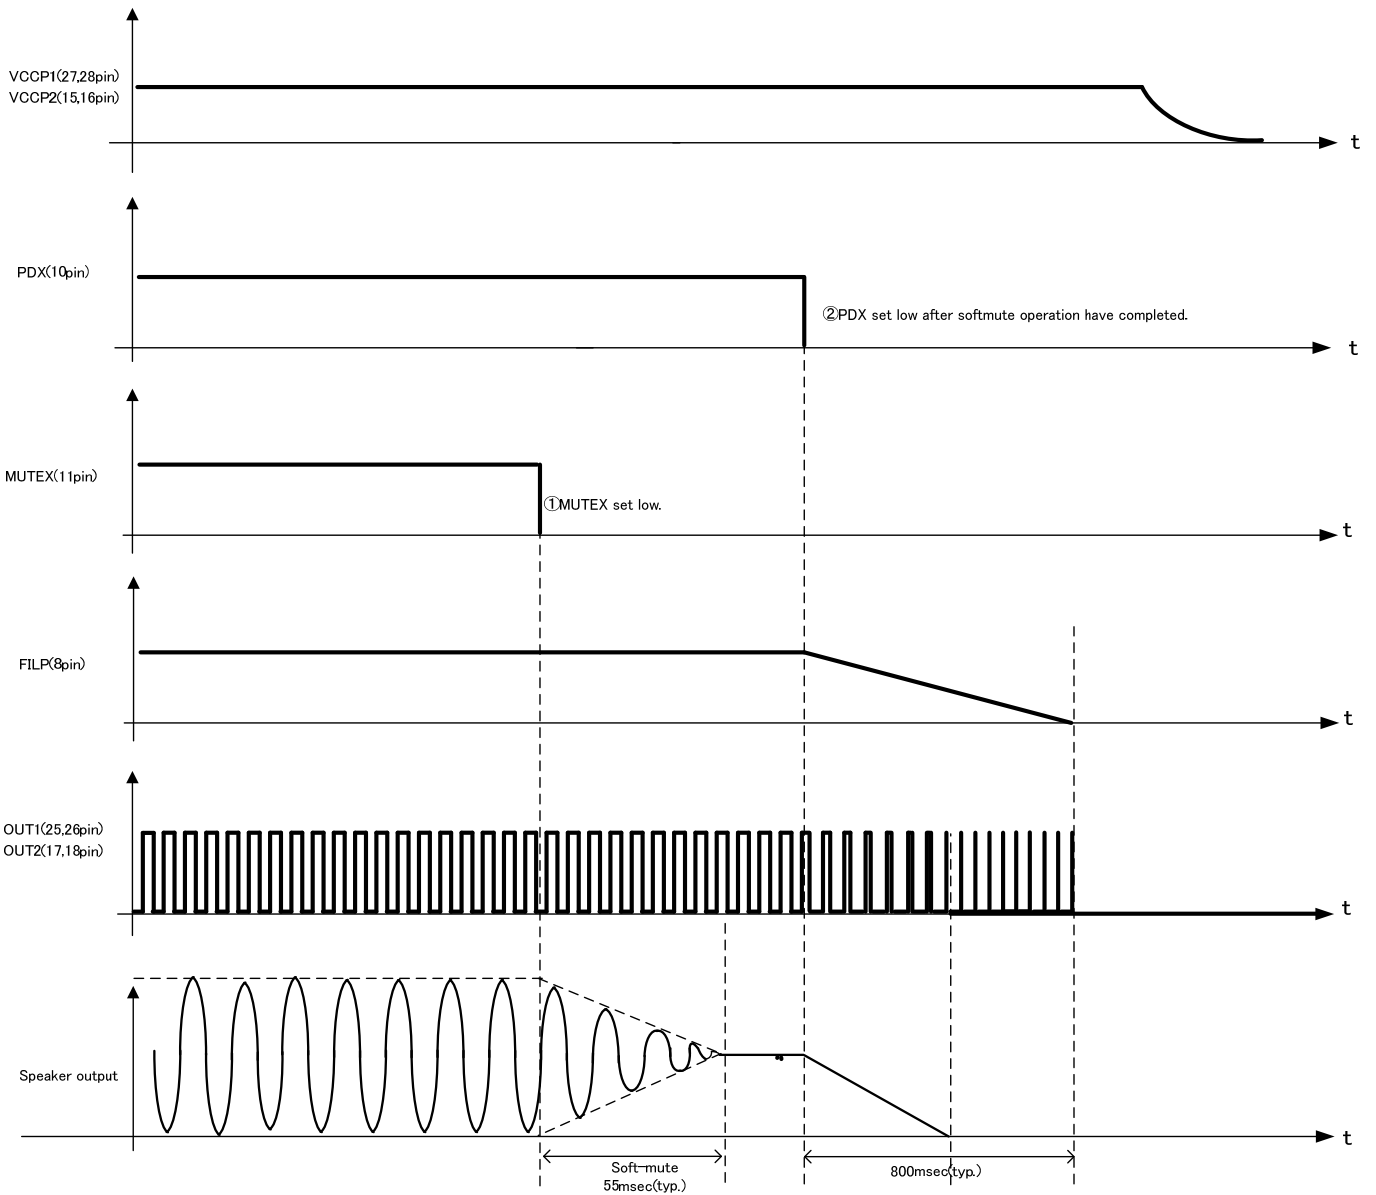 VCCP1(27,28pin)
VCCP2(15,16pin)
t
PDX(10pin)
②PDX set low after softmute operation have completed.
t
MUTEX(11pin)
①MUTEX set low.
t
FILP(8pin)
t
OUT1(25,26pin)
OUT2(17,18pin)
t
Speaker output
t
Soft-mute
55msec(typ.)
800msec(typ.)